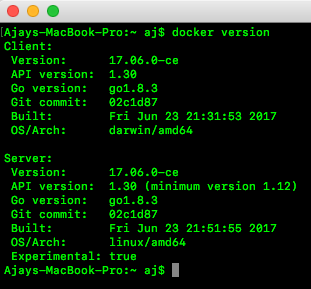 Ajays-MacBook-Pro:~ aj$ docker version
Client:
 Version:      17.06.0-ce
 API version:  1.30
 Go version:   go1.8.3
 Git commit:   02c1d87
 Built:        Fri Jun 23 21:31:53 2017
 OS/Arch:      darwin/amd64

Server:
 Version:      17.06.0-ce
 API version:  1.30 (minimum version 1.12)
 Go version:   go1.8.3
 Git commit:   02c1d87
 Built:        Fri Jun 23 21:51:55 2017
 OS/Arch:      linux/amd64
 Experimental: true
Ajays-MacBook-Pro:~ aj$